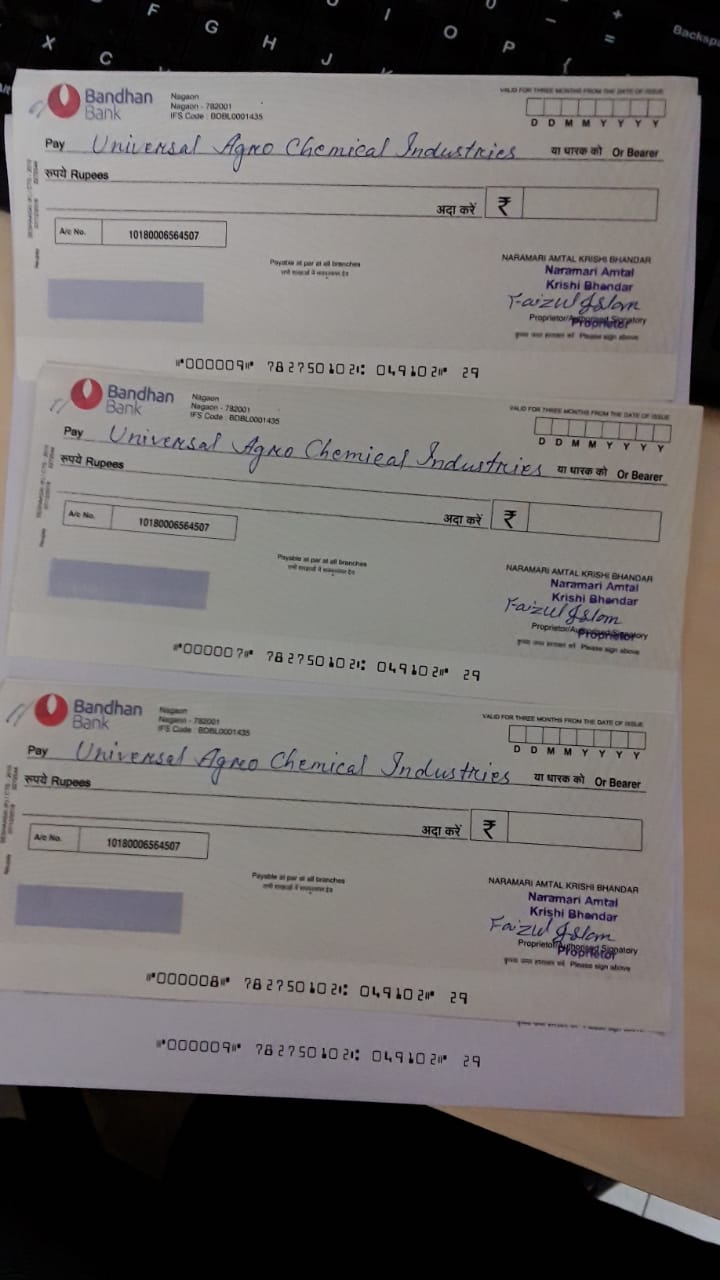 F G H J O P
X C
Backsp
Bandhan
Bank
Nagaon
Nagaon - 782001
IFS Code : BDBL0001435
VALID FOR THREE MONTHS FROM THE DATE OF ISSUE
D D M M Y Y Y Y
Pay Universal Agro Chemical Industries या धारक को Or Bearer
रुपये Rupees
अदा करें ₹
A/c No. 10180006564507
Payable at par at all branches
NARAMARI AMTAL KRISHI BHANDAR
Naramari Amtal
Krishi Bhandar
Faizul Islam
Proprietor/Authorised Signatory
Proprietor
Please sign above
⑈000009⑈ 782750102⑆ 049102⑈ 29
Bandhan
Bank
Nagaon
Nagaon - 782001
IFS Code : BDBL0001435
VALID FOR THREE MONTHS FROM THE DATE OF ISSUE
D D M M Y Y Y Y
Pay Universal Agro Chemical Industries या धारक को Or Bearer
रुपये Rupees
अदा करें ₹
A/c No. 10180006564507
Payable at par at all branches
NARAMARI AMTAL KRISHI BHANDAR
Naramari Amtal
Krishi Bhandar
Faizul Islam
Proprietor/Authorised Signatory
Proprietor
Please sign above
⑈000007⑈ 782750102⑆ 049102⑈ 29
Bandhan
Bank
Nagaon
Nagaon - 782001
IFS Code : BDBL0001435
VALID FOR THREE MONTHS FROM THE DATE OF ISSUE
D D M M Y Y Y Y
Pay Universal Agro Chemical Industries या धारक को Or Bearer
रुपये Rupees
अदा करें ₹
A/c No. 10180006564507
Payable at par at all branches
NARAMARI AMTAL KRISHI BHANDAR
Naramari Amtal
Krishi Bhandar
Faizul Islam
Proprietor/Authorised Signatory
Proprietor
Please sign above
⑈000008⑈ 782750102⑆ 049102⑈ 29
⑈000009⑈ 782750102⑆ 049102⑈ 29